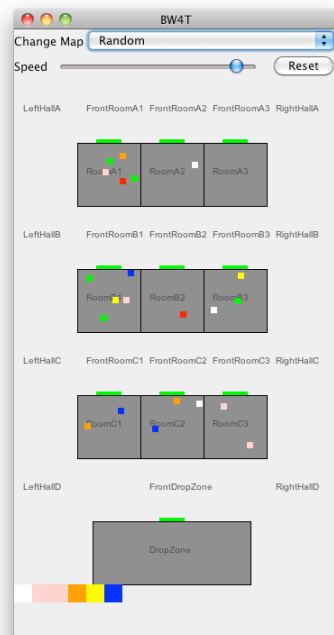 BW4T
Change Map Random
Speed Reset
LeftHallA FrontRoomA1 FrontRoomA2 FrontRoomA3 RightHallA
RoomA1 RoomA2 RoomA3
LeftHallB FrontRoomB1 FrontRoomB2 FrontRoomB3 RightHallB
RoomB1 RoomB2 RoomB3
LeftHallC FrontRoomC1 FrontRoomC2 FrontRoomC3 RightHallC
RoomC1 RoomC2 RoomC3
LeftHallD FrontDropZone RightHallD
DropZone